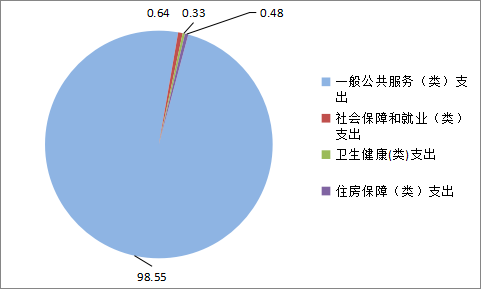 0.64
0.33
0.48
98.55
一般公共服务（类）支
出
社会保障和就业（类）
支出
卫生健康(类)支出
住房保障（类）支出